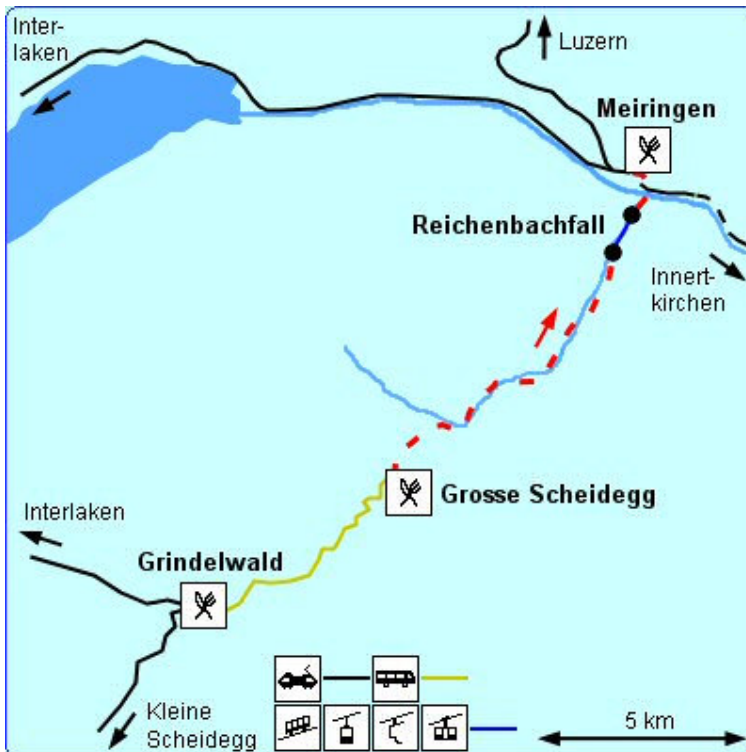 Inter-
laken
Luzern
Meiringen
Reichenbachfall
Innert-
kirchen
Grosse Scheidegg
Interlaken
Grindelwald
Kleine
Scheidegg
5 km